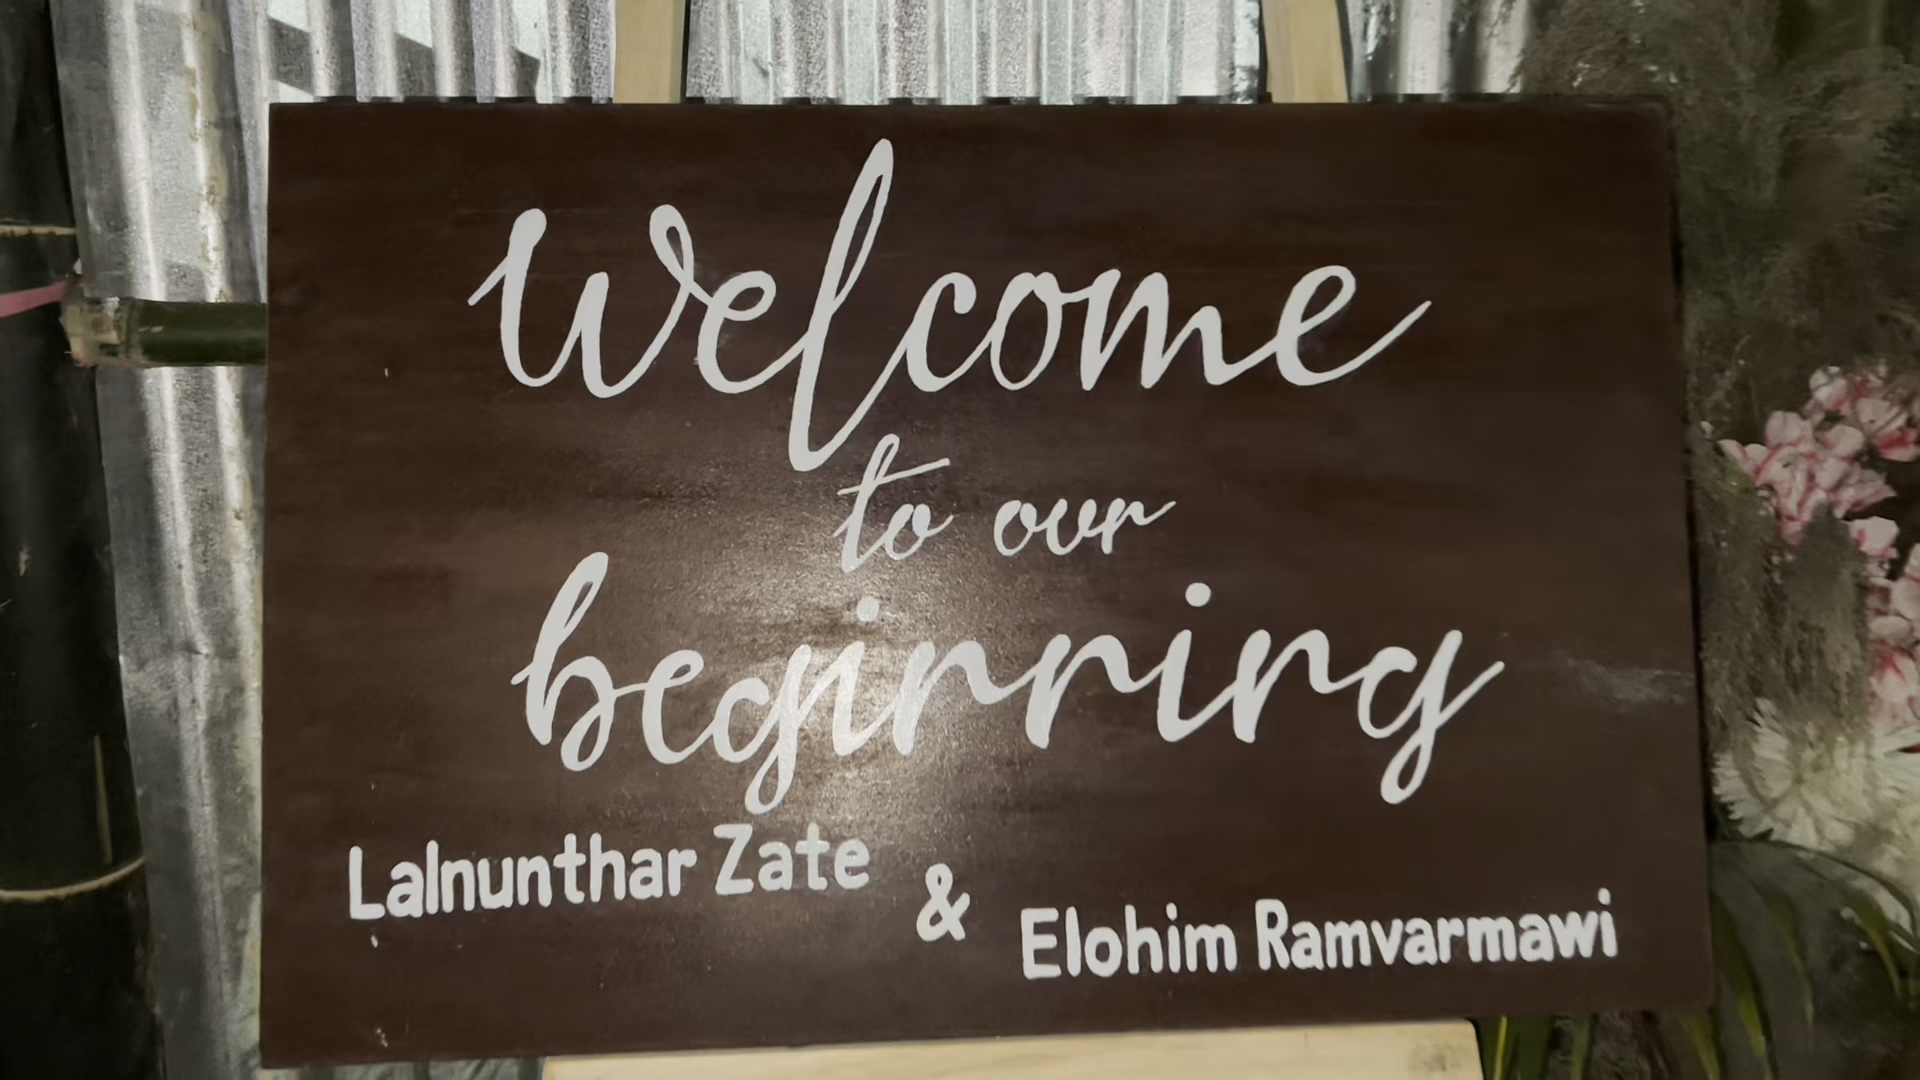 Welcome
to our
beginning
Lalnunthar Zate
&
Elohim Ramvarmawi